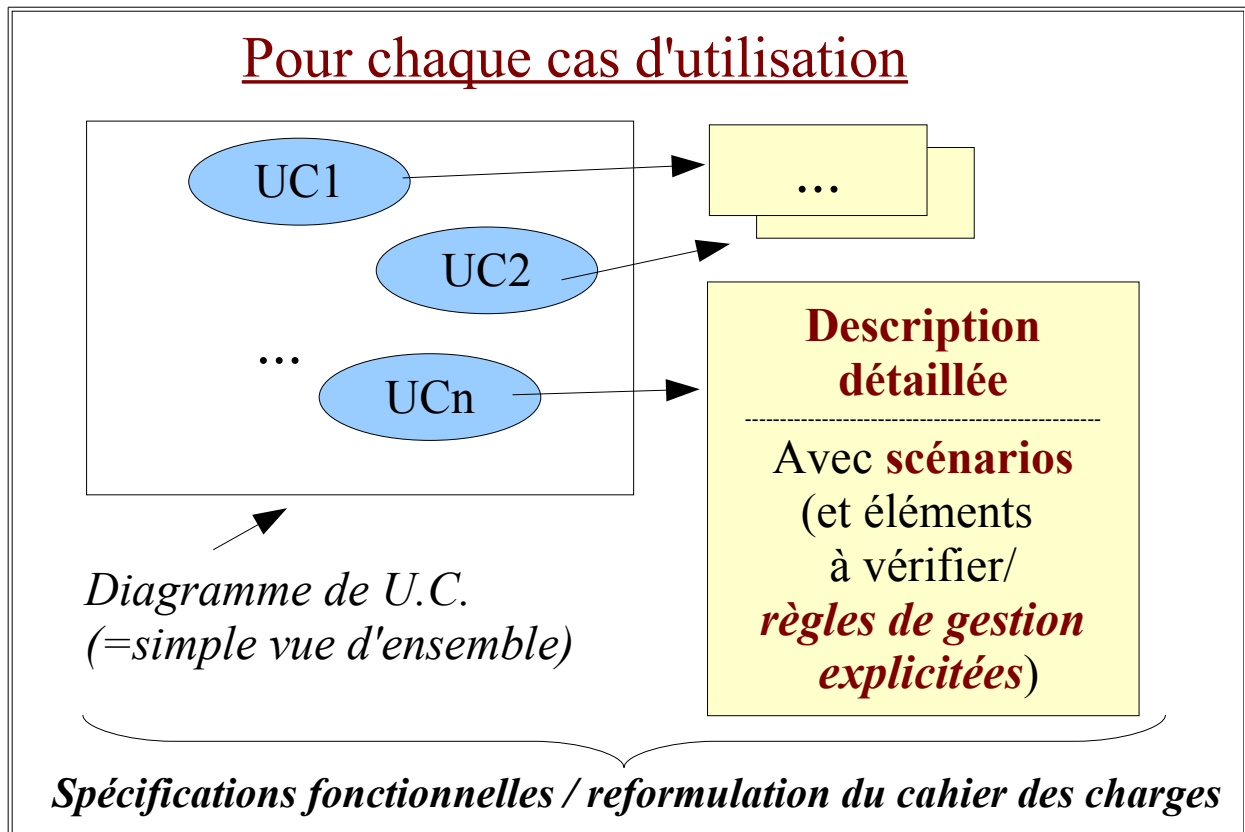 Pour chaque cas d'utilisation
UC1
...
UC2
...
UCn
Description
détaillée
Avec scénarios
(et éléments
à vérifier/
règles de gestion
explicitées)
Diagramme de U.C.
(=simple vue d'ensemble)
Spécifications fonctionnelles / reformulation du cahier des charges